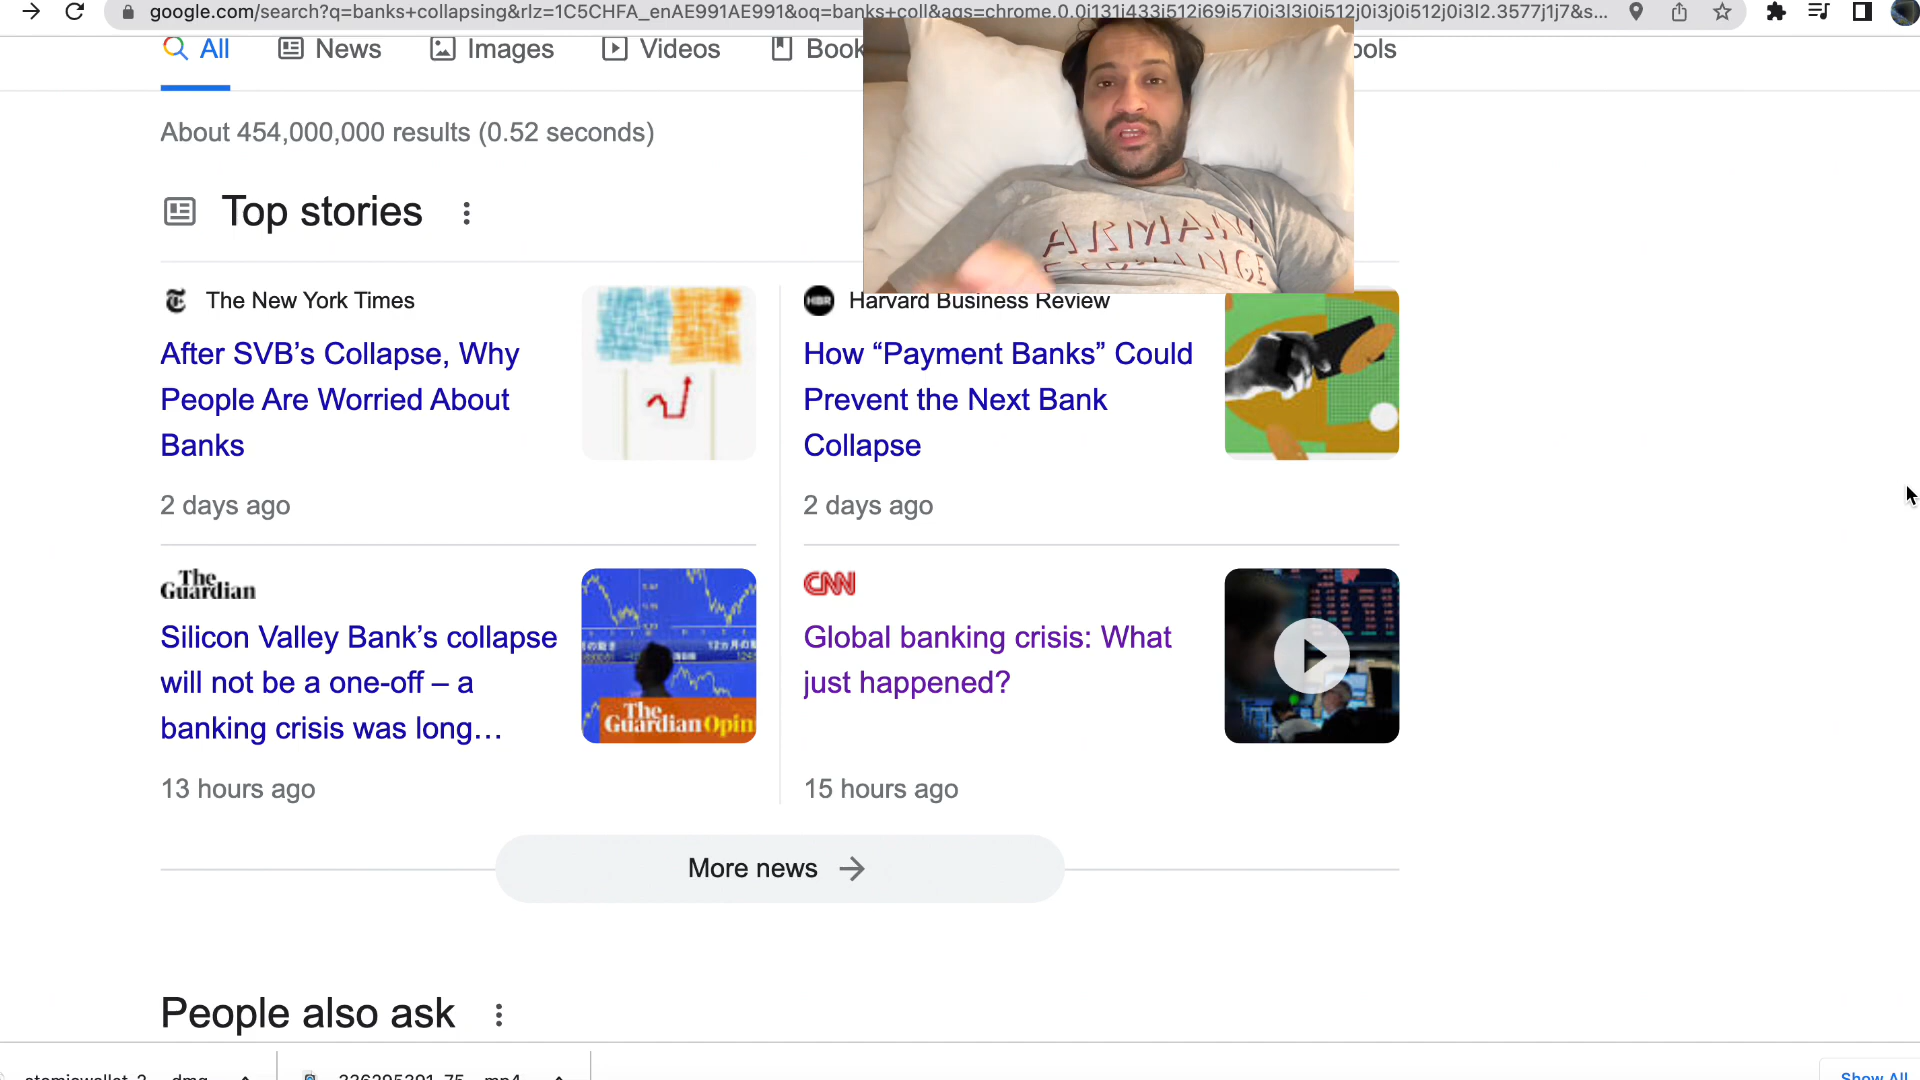 google.com/search?q=banks+collapsing&rlz=1C5CHFA_enAE991AE991&oq=banks+coll&aqs=chrome.0.0i131i433i512i69i57i0i3l3j0i512j0i3j0i512j0i3l2.3577j1j7&s...
All
News
Images
Videos
About 454,000,000 results (0.52 seconds)
Top stories
ARMAN
The New York Times
After SVB’s Collapse, Why
People Are Worried About
Banks
2 days ago
HBR
Harvard Business Review
How “Payment Banks” Could
Prevent the Next Bank
Collapse
2 days ago
The
Guardian
Silicon Valley Bank’s collapse
will not be a one-off – a
banking crisis was long...
The
Guardian Opin
13 hours ago
CNN
Global banking crisis: What
just happened?
15 hours ago
More news
People also ask
Show All